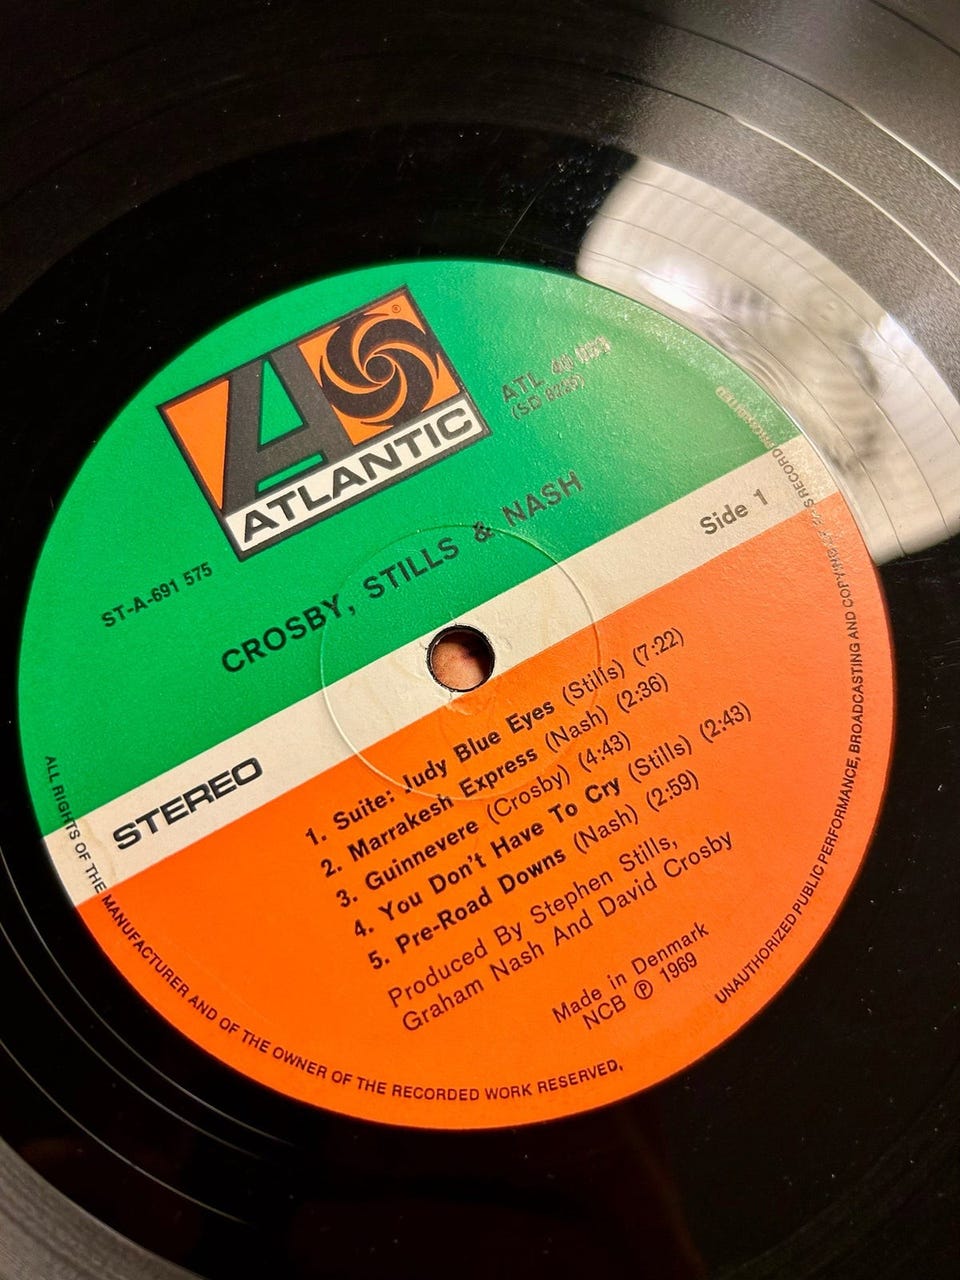 ®
ATLANTIC
ATL 40
(SD
ST-A-691 575
CROSBY, STILLS & NASH
STEREO
Side 1
1. Suite: Judy Blue Eyes (Stills) (7:22)
2. Marrakesh Express (Nash) (2:36)
3. Guinnevere (Crosby) (4:43)
4. You Don't Have To Cry (Stills) (2:43)
5. Pre-Road Downs (Nash) (2:59)
Produced By Stephen Stills,
Graham Nash And David Crosby
Made in Denmark
NCB ℗ 1969
ALL RIGHTS OF THE MANUFACTURER AND OF THE OWNER OF THE RECORDED WORK RESERVED, UNAUTHORIZED PUBLIC PERFORMANCE, BROADCASTING AND COPYING OF RECORD